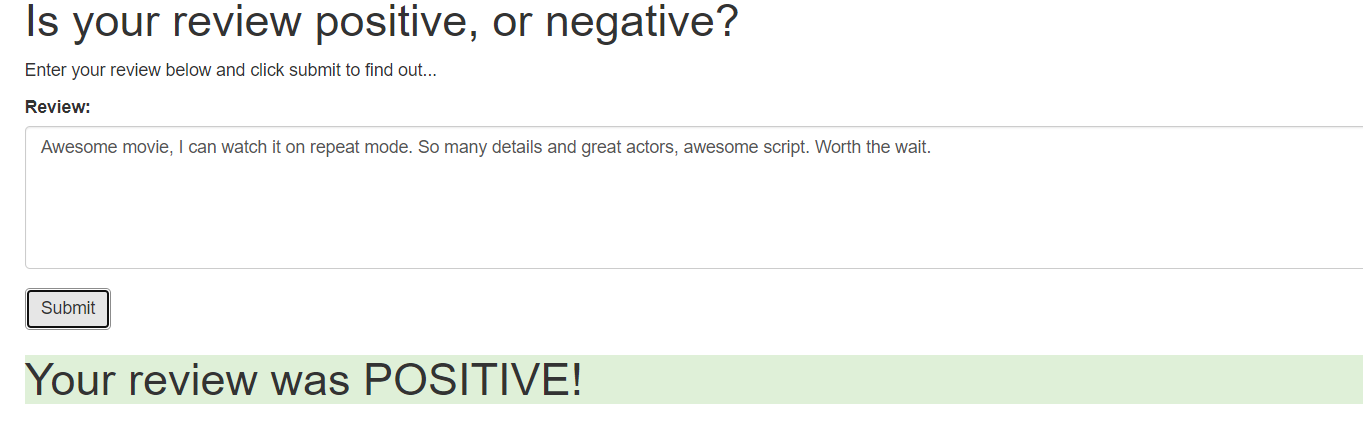 Is your review positive, or negative?
Enter your review below and click submit to find out...
Review:
Awesome movie, I can watch it on repeat mode. So many details and great actors, awesome script. Worth the wait.
Submit
Your review was POSITIVE!